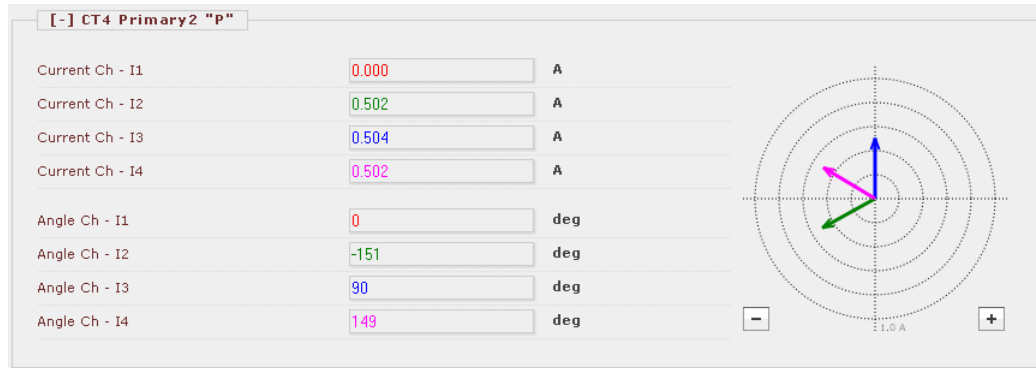 [-] CT4 Primary2 "P"
Current Ch - I1 0.000 A
Current Ch - I2 0.502 A
Current Ch - I3 0.504 A
Current Ch - I4 0.502 A
Angle Ch - I1 0 deg
Angle Ch - I2 -151 deg
Angle Ch - I3 90 deg
Angle Ch - I4 149 deg
- 1.0 A +